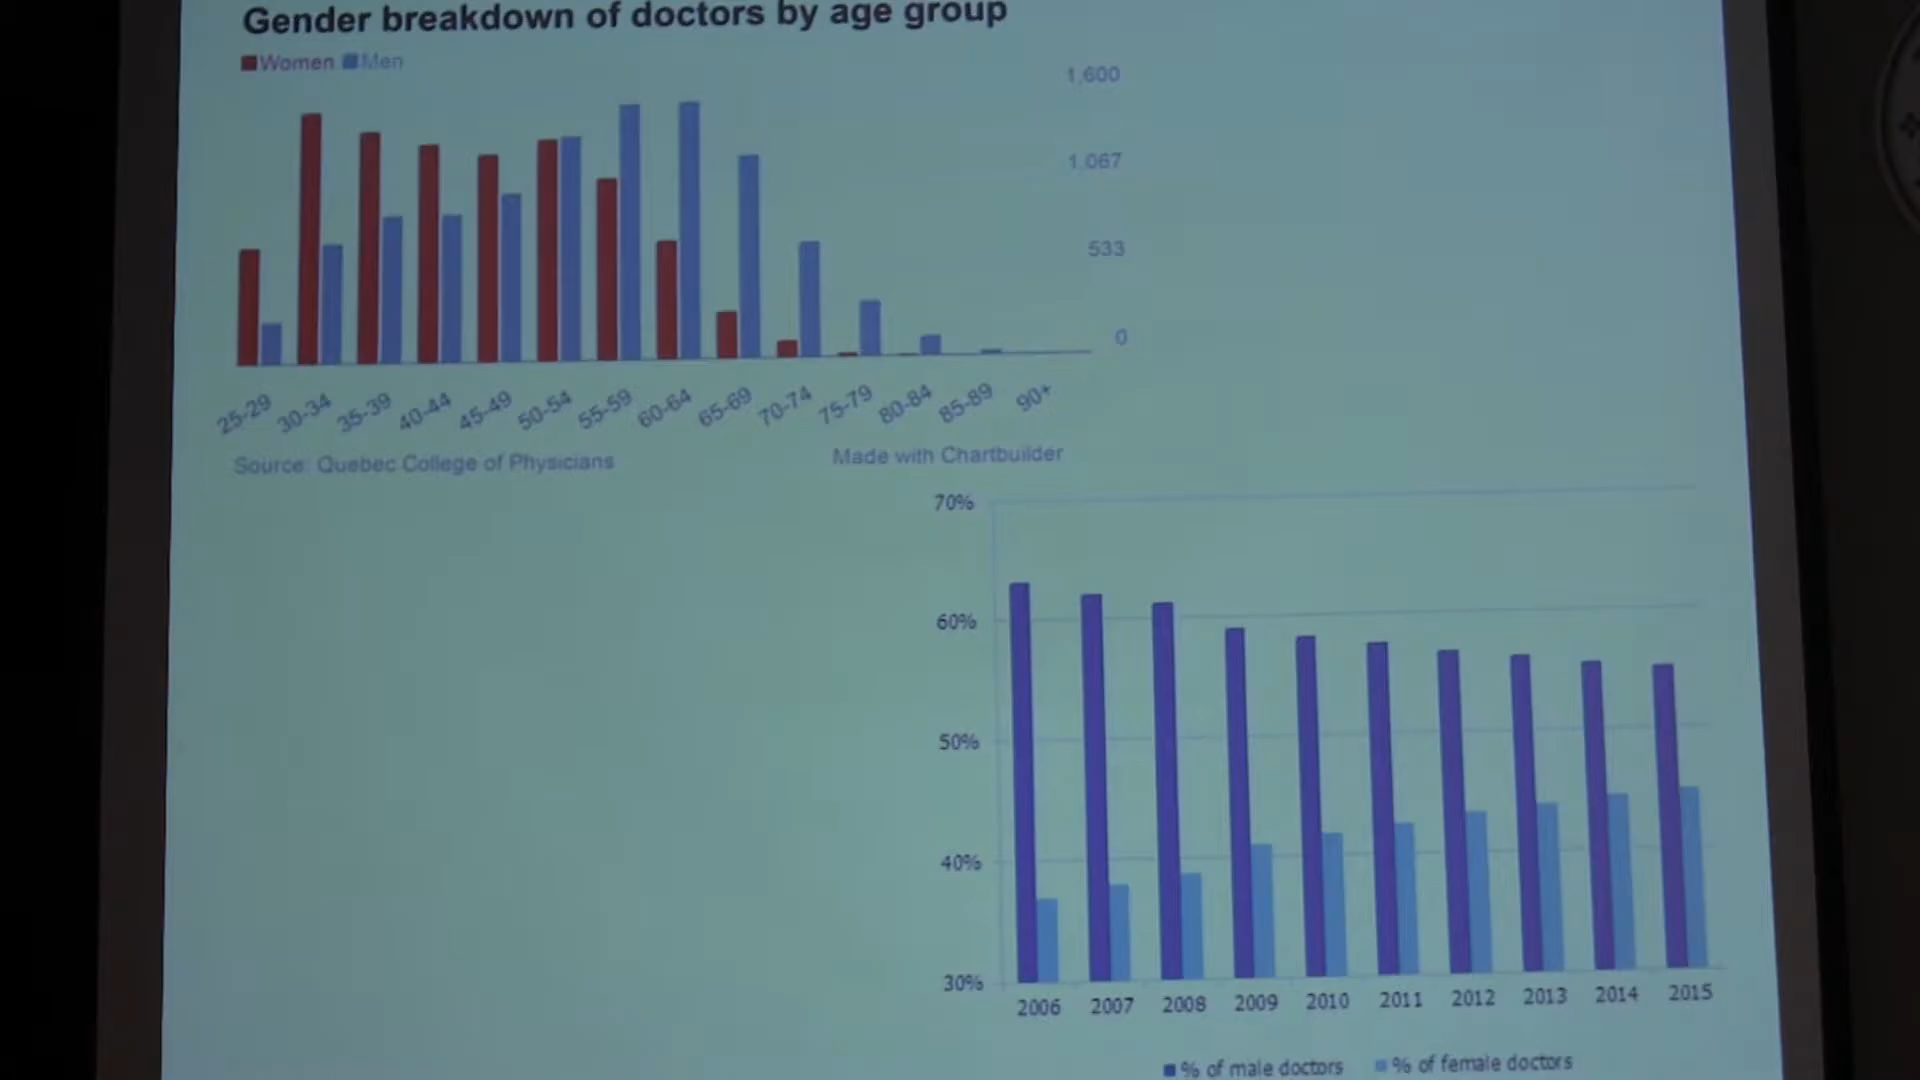 Gender breakdown of doctors by age group
Women Men
1,600
1,067
533
0
25-29 30-34 35-39 40-44 45-49 50-54 55-59 60-64 65-69 70-74 75-79 80-84 85-89 90+
Source: Quebec College of Physicians Made with Chartbuilder
70%
60%
50%
40%
30%
2006 2007 2008 2009 2010 2011 2012 2013 2014 2015
% of male doctors % of female doctors